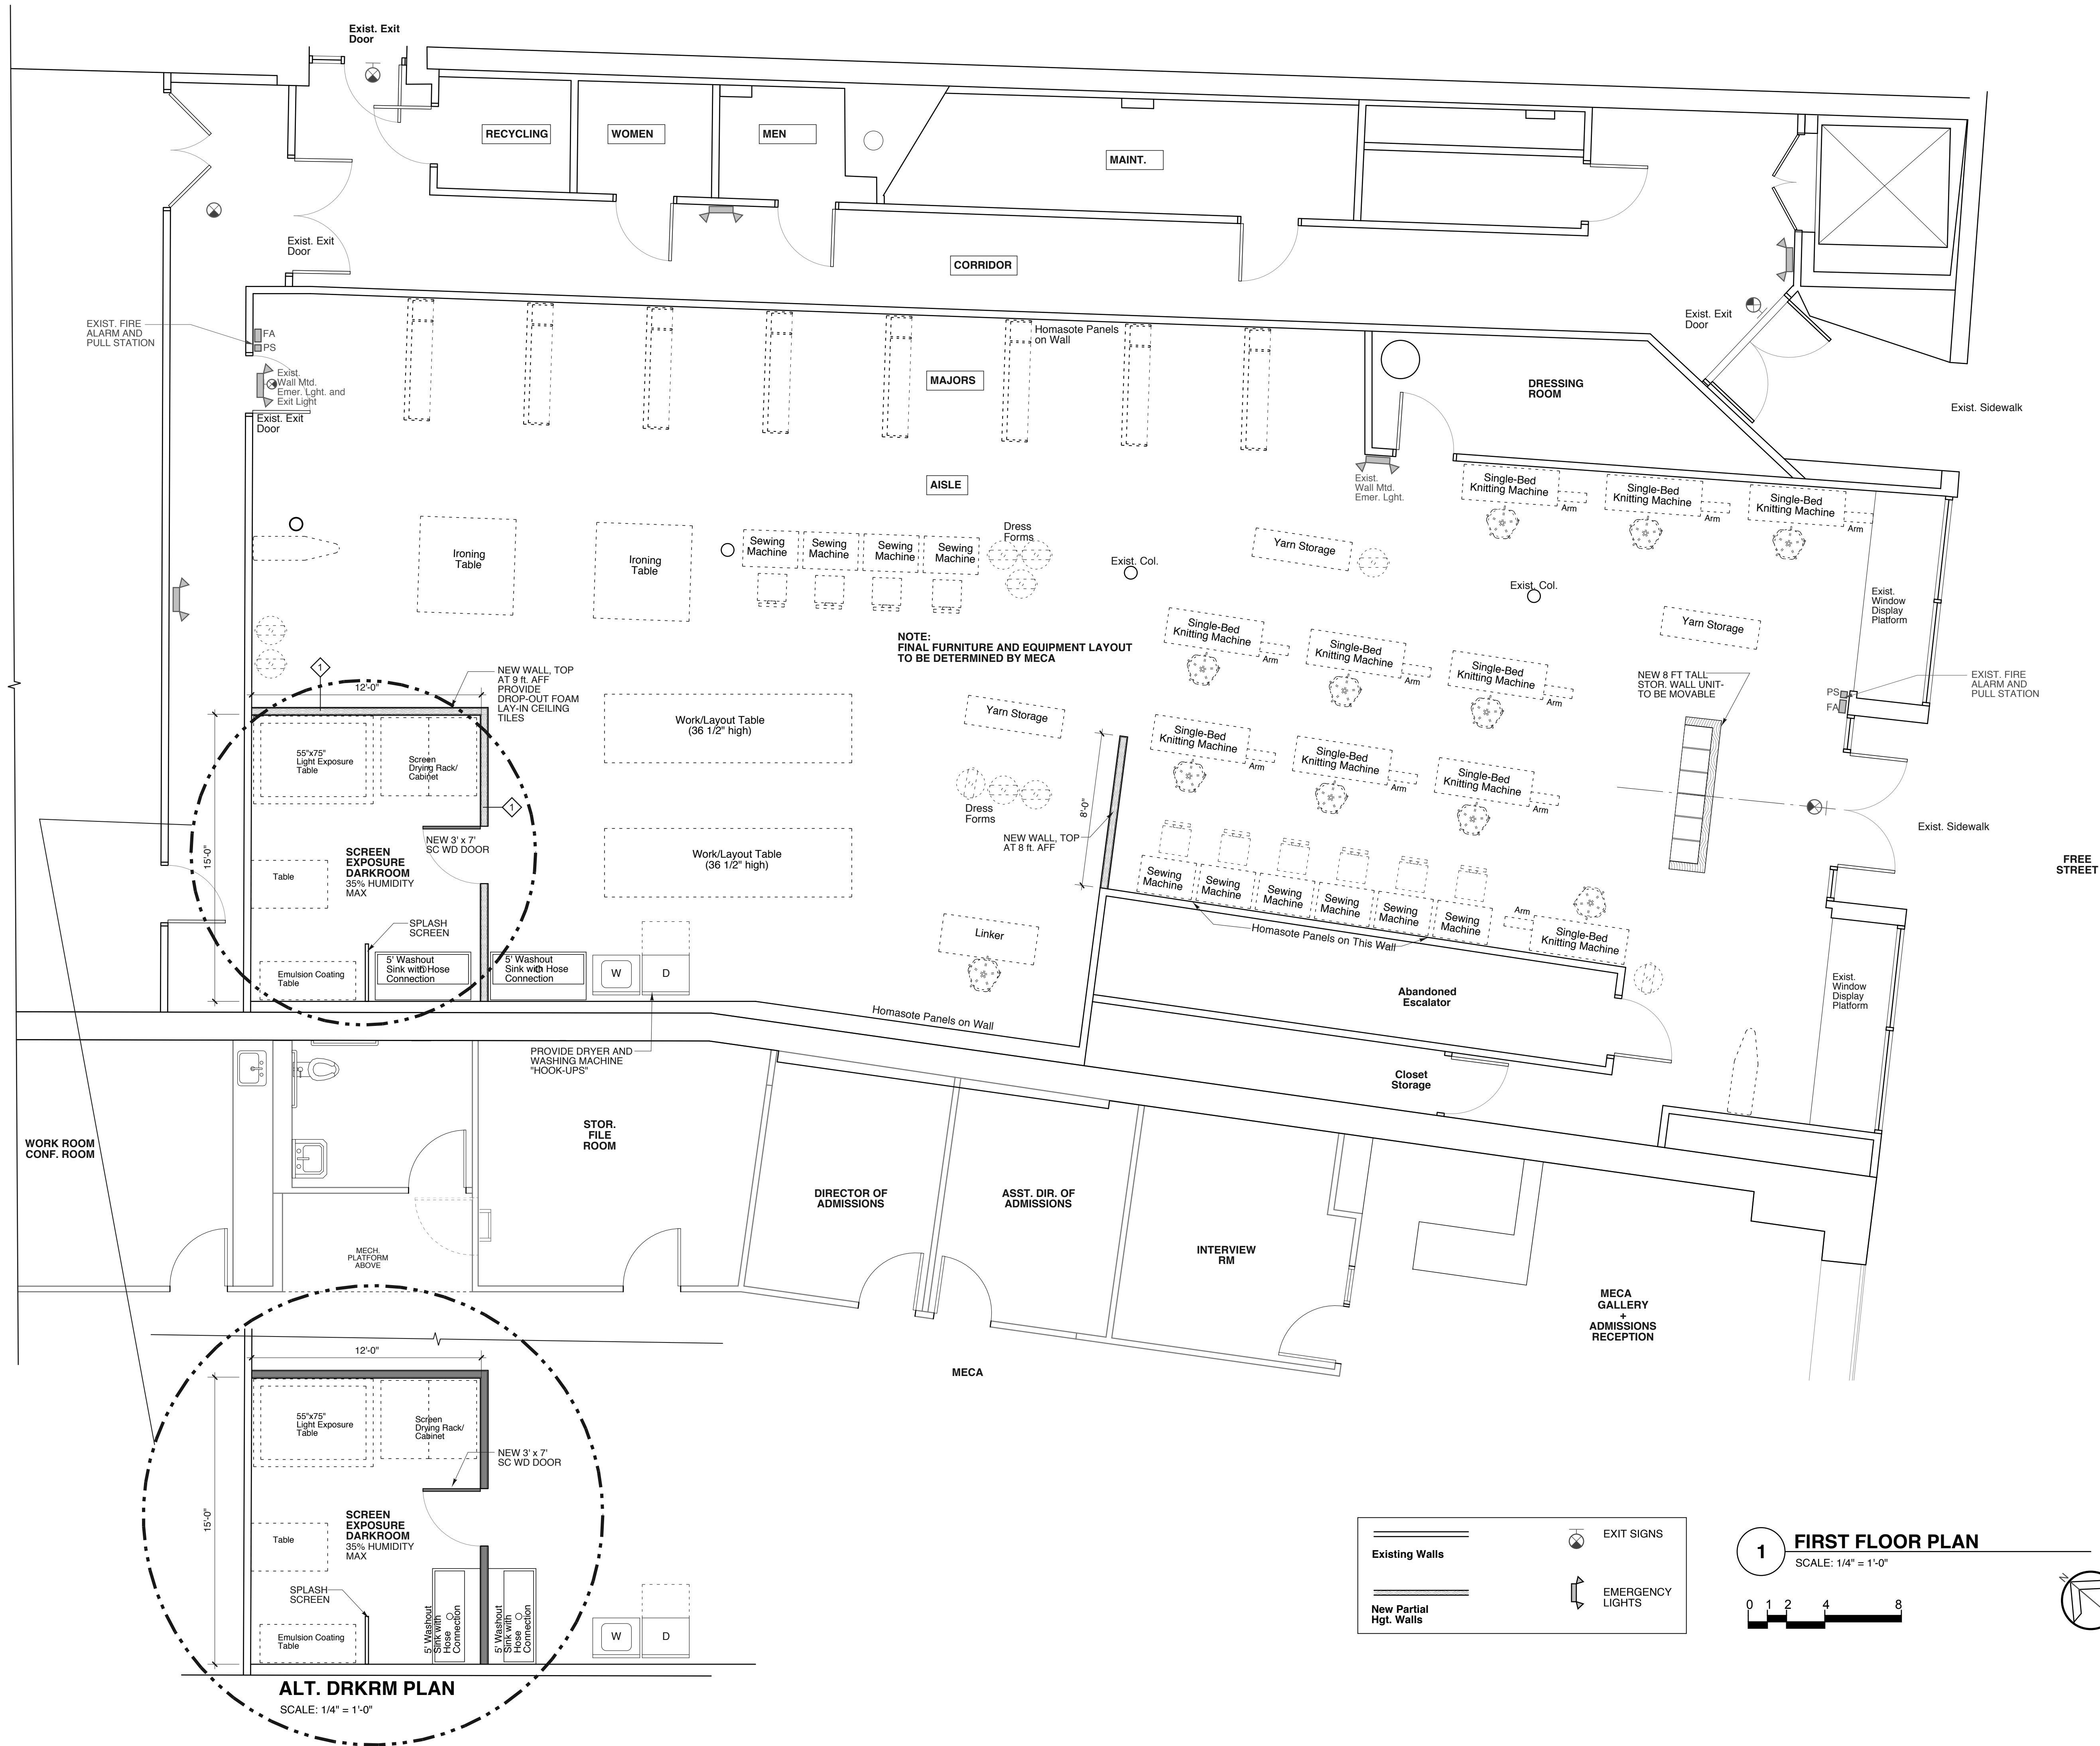 Exist. Exit
Door
RECYCLING
WOMEN
MEN
MAINT.
Exist. Exit
Door
CORRIDOR
Exist. Exit
Door
EXIST. FIRE
ALARM AND
PULL STATION
FA
PS
Exist.
Wall Mtd.
Emer. Lght. and
Exit Light
Exist. Exit
Door
Homasote Panels
on Wall
MAJORS
DRESSING
ROOM
Exist. Sidewalk
AISLE
Exist.
Wall Mtd.
Emer. Lght.
Single-Bed
Knitting Machine
Arm
Single-Bed
Knitting Machine
Arm
Single-Bed
Knitting Machine
Arm
Ironing
Table
Ironing
Table
Sewing
Machine
Sewing
Machine
Sewing
Machine
Sewing
Machine
Dress
Forms
Exist. Col.
Yarn Storage
Exist. Col.
Exist.
Window
Display
Platform
NOTE:
FINAL FURNITURE AND EQUIPMENT LAYOUT
TO BE DETERMINED BY MECA
Single-Bed
Knitting Machine
Arm
Single-Bed
Knitting Machine
Arm
Single-Bed
Knitting Machine
Arm
Yarn Storage
1
NEW WALL, TOP
AT 9 ft. AFF
PROVIDE
DROP-OUT FOAM
LAY-IN CEILING
TILES
12'-0"
NEW 8 FT TALL
STOR. WALL UNIT-
TO BE MOVABLE
PS
FA
EXIST. FIRE
ALARM AND
PULL STATION
Work/Layout Table
(36 1/2" high)
Yarn Storage
Single-Bed
Knitting Machine
Arm
Single-Bed
Knitting Machine
Arm
Single-Bed
Knitting Machine
Arm
55"x75"
Light Exposure
Table
Screen
Drying Rack/
Cabinet
1
Dress
Forms
8'-0"
NEW WALL, TOP
AT 8 ft. AFF
NEW 3' x 7'
SC WD DOOR
15'-0"
SCREEN
EXPOSURE
DARKROOM
35% HUMIDITY
MAX
Table
Work/Layout Table
(36 1/2" high)
Exist. Sidewalk
FREE
STREET
Sewing
Machine
Sewing
Machine
Sewing
Machine
Sewing
Machine
Sewing
Machine
Sewing
Machine
Arm
Single-Bed
Knitting Machine
Homasote Panels on This Wall
SPLASH
SCREEN
Linker
5' Washout
Sink with Hose
Connection
5' Washout
Sink with Hose
Connection
W
D
Emulsion Coating
Table
Exist.
Window
Display
Platform
Abandoned
Escalator
Homasote Panels on Wall
PROVIDE DRYER AND
WASHING MACHINE
"HOOK-UPS"
Closet
Storage
WORK ROOM
CONF. ROOM
STOR.
FILE
ROOM
DIRECTOR OF
ADMISSIONS
ASST. DIR. OF
ADMISSIONS
INTERVIEW
RM
MECH.
PLATFORM
ABOVE
MECA
GALLERY
+
ADMISSIONS
RECEPTION
MECA
12'-0"
55"x75"
Light Exposure
Table
Screen
Drying Rack/
Cabinet
NEW 3' x 7'
SC WD DOOR
15'-0"
SCREEN
EXPOSURE
DARKROOM
35% HUMIDITY
MAX
Table
SPLASH
SCREEN
Emulsion Coating
Table
5' Washout
Sink with
Hose
Connection
5' Washout
Sink with
Hose
Connection
W
D
ALT. DRKRM PLAN
SCALE: 1/4" = 1'-0"
Existing Walls
EXIT SIGNS
New Partial
Hgt. Walls
EMERGENCY
LIGHTS
1
FIRST FLOOR PLAN
SCALE: 1/4" = 1'-0"
0 1 2 4 8
N